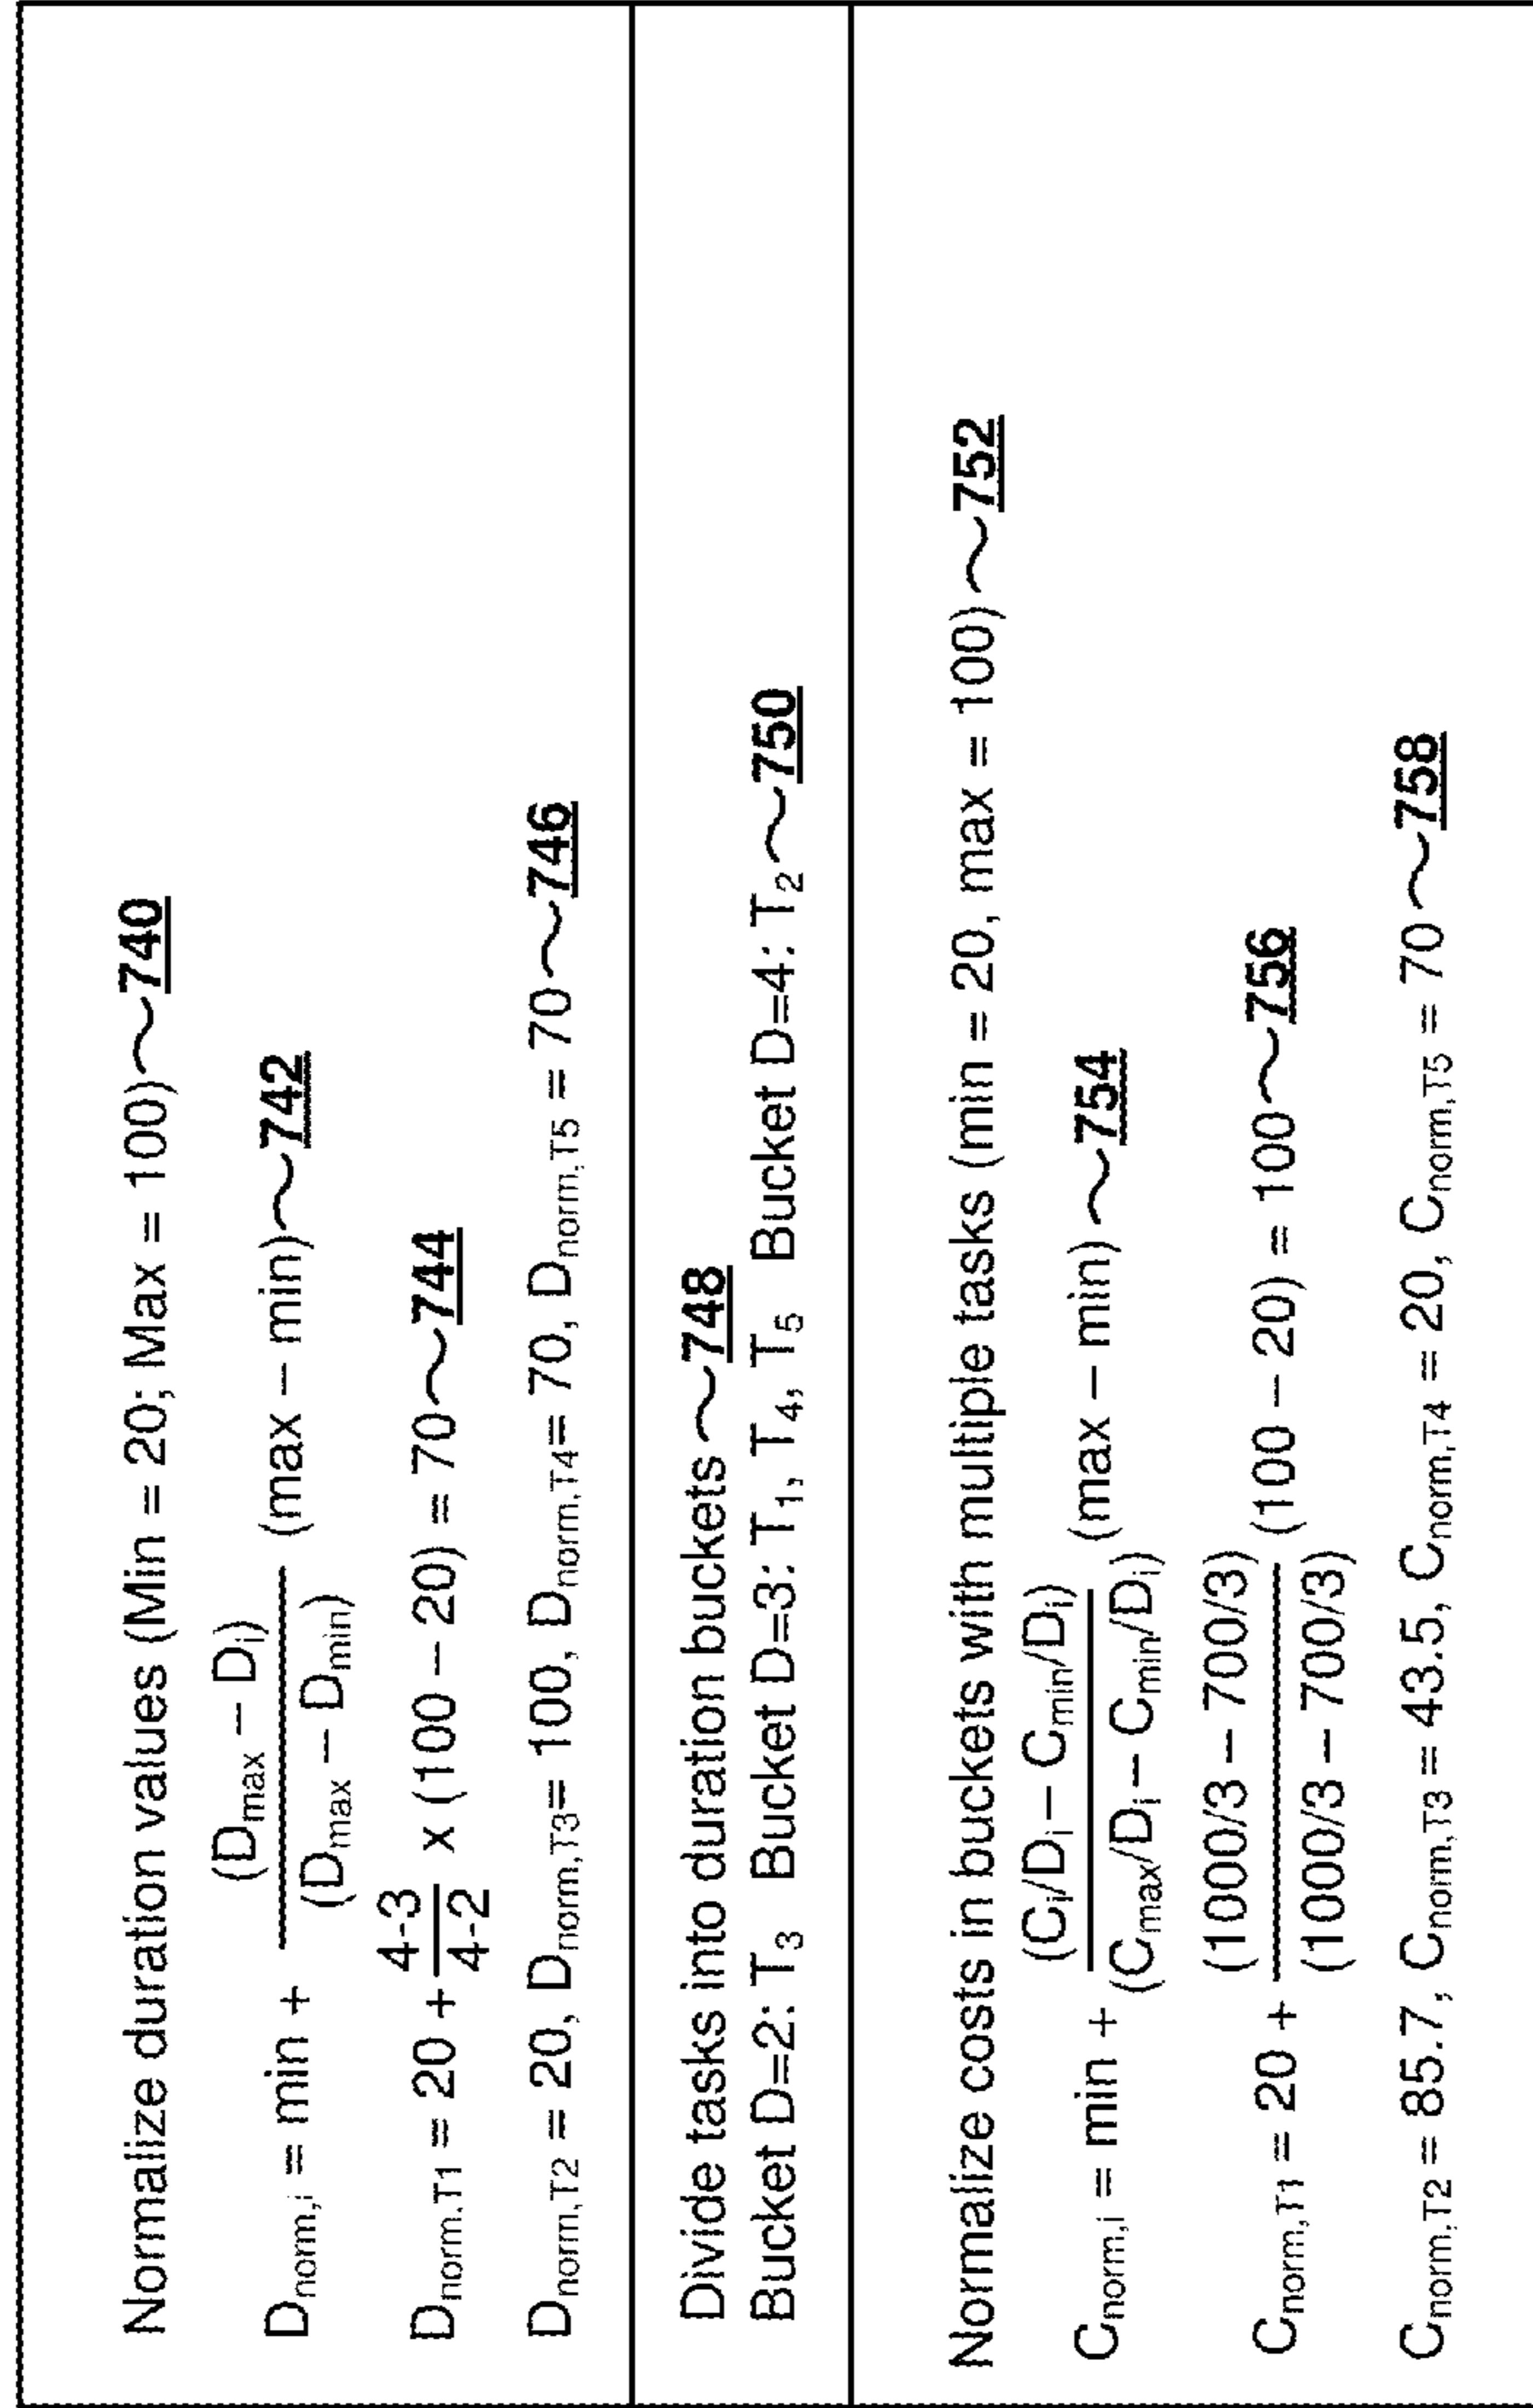 Normalize duration values (Min = 20; Max = 100)~740
D_norm,i = min + (D_max – D_i) / (D_max – D_min) (max – min)~742
D_norm,T1 = 20 + 4-3 / 4-2 x (100 – 20) = 70~744
D_norm,T2 = 20, D_norm,T3 = 100, D_norm,T4 = 70, D_norm,T5 = 70~746
Divide tasks into duration buckets ~748
Bucket D=2: T_3 Bucket D=3: T_1, T_4, T_5 Bucket D=4: T_2~750
Normalize costs in buckets with multiple tasks (min = 20, max = 100)~752
C_norm,i = min + (C_i/D_i – C_min/D_i) / (C_max/D_i – C_min/D_i) (max – min) ~754
C_norm,T1 = 20 + (1000/3 – 700/3) / (1000/3 – 700/3) (100 – 20) = 100~756
C_norm,T2 = 85.7, C_norm,T3 = 43.5, C_norm,T4 = 20, C_norm,T5 = 70~758